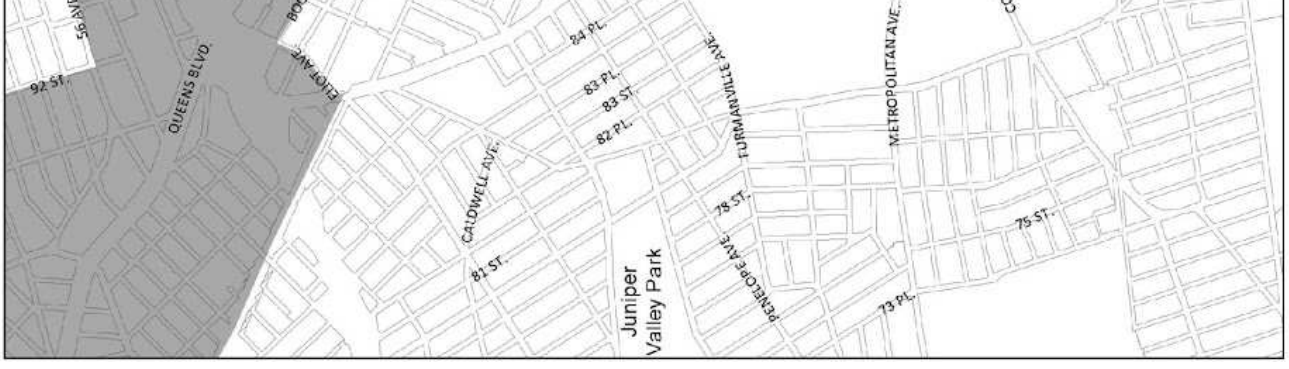 56 AVE
92 ST.
QUEENS BLVD.
ELIOT AVE.
84 PL.
83 PL.
83 ST.
82 PL.
CALDWELL AVE.
81 ST.
Juniper
Valley Park
FURMANVILLE AVE.
78 ST.
PENELOPE AVE.
METROPOLITAN AVE.
75 ST.
73 PL.